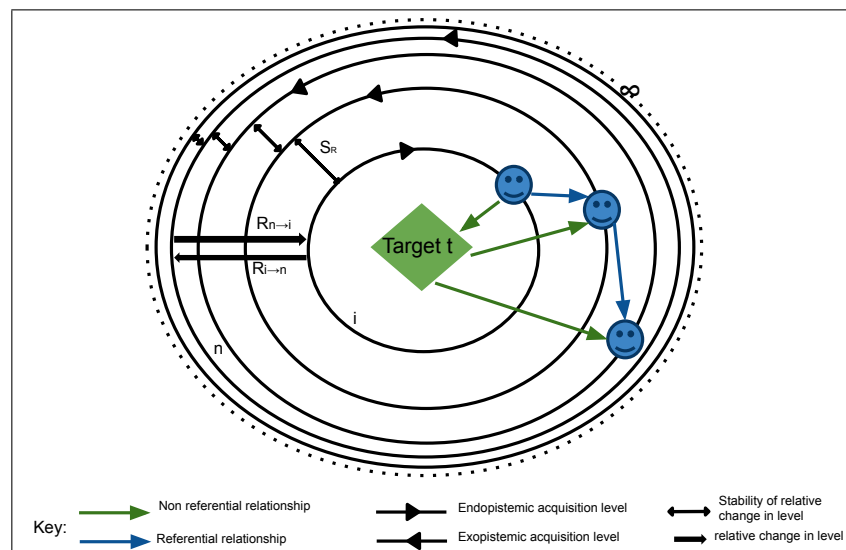 ∞
SR
Rn→i
Target t
Ri→n
i
n
Key:
Non referential relationship
Endopistemic acquisition level
Stability of relative
change in level
Referential relationship
Exopistemic acquisition level
relative change in level